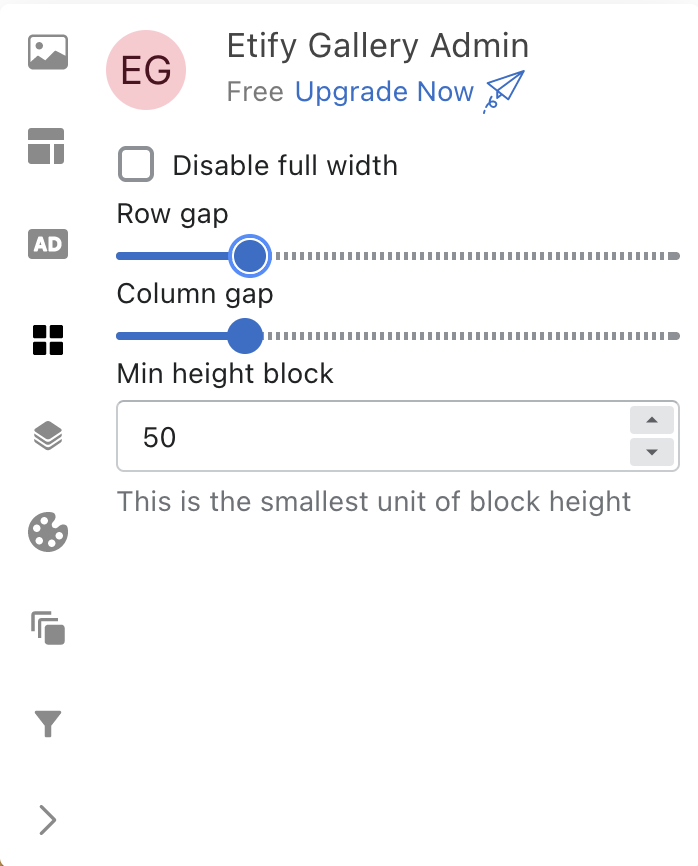 EG
Etify Gallery Admin
Free Upgrade Now
Disable full width
Row gap
AD
Column gap
Min height block
50
This is the smallest unit of block height